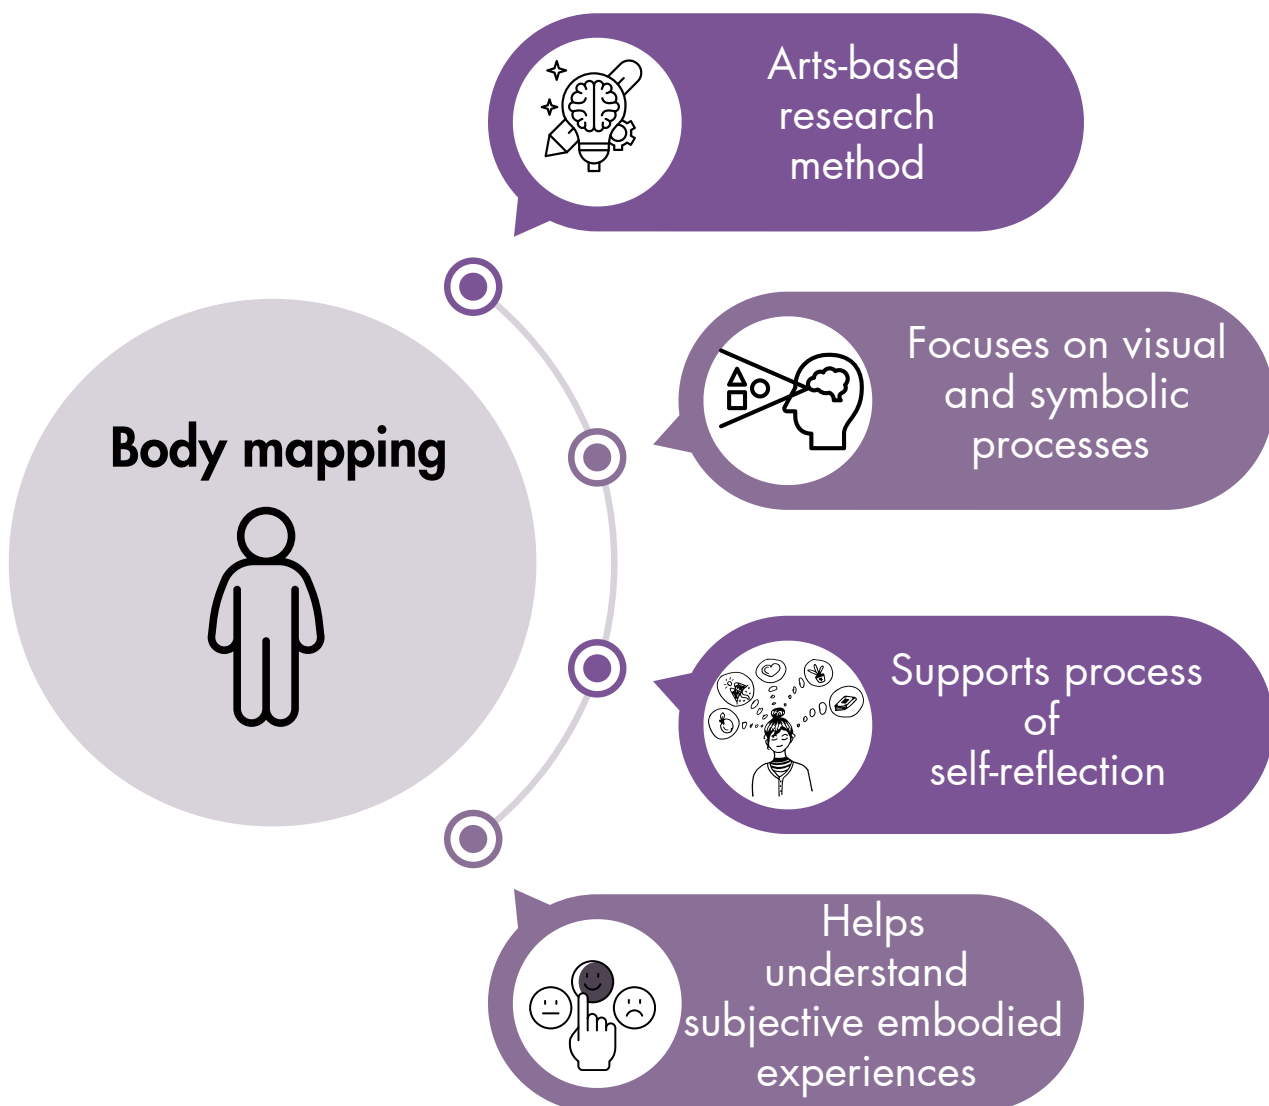 Arts-based
research
method
Focuses on visual
and symbolic
processes
Body mapping
Supports process
of
self-reflection
Helps
understand
subjective embodied
experiences